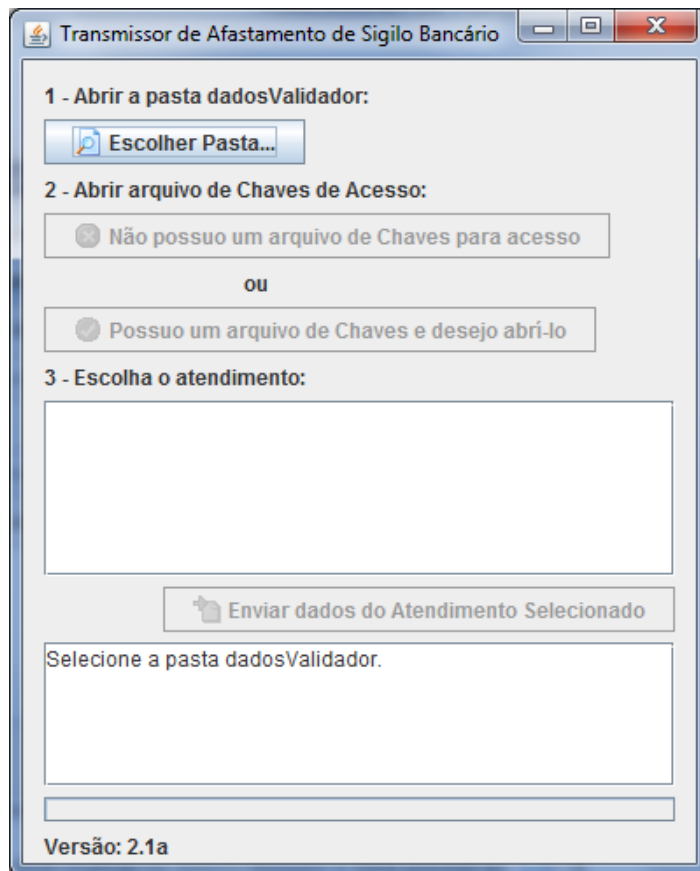 Transmissor de Afastamento de Sigilo Bancário
1 - Abrir a pasta dadosValidador:
Escolher Pasta...
2 - Abrir arquivo de Chaves de Acesso:
Não possuo um arquivo de Chaves para acesso
ou
Possuo um arquivo de Chaves e desejo abrí-lo
3 - Escolha o atendimento:
Enviar dados do Atendimento Selecionado
Selecione a pasta dadosValidador.
Versão: 2.1a